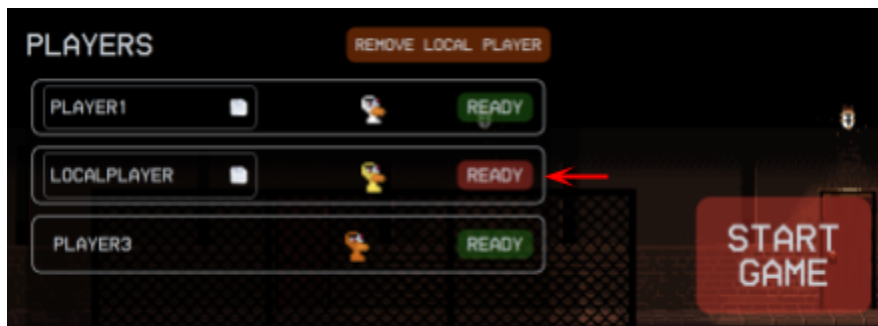 PLAYERS
REMOVE LOCAL PLAYER
PLAYER1
READY
LOCALPLAYER
READY
PLAYER3
READY
START
GAME